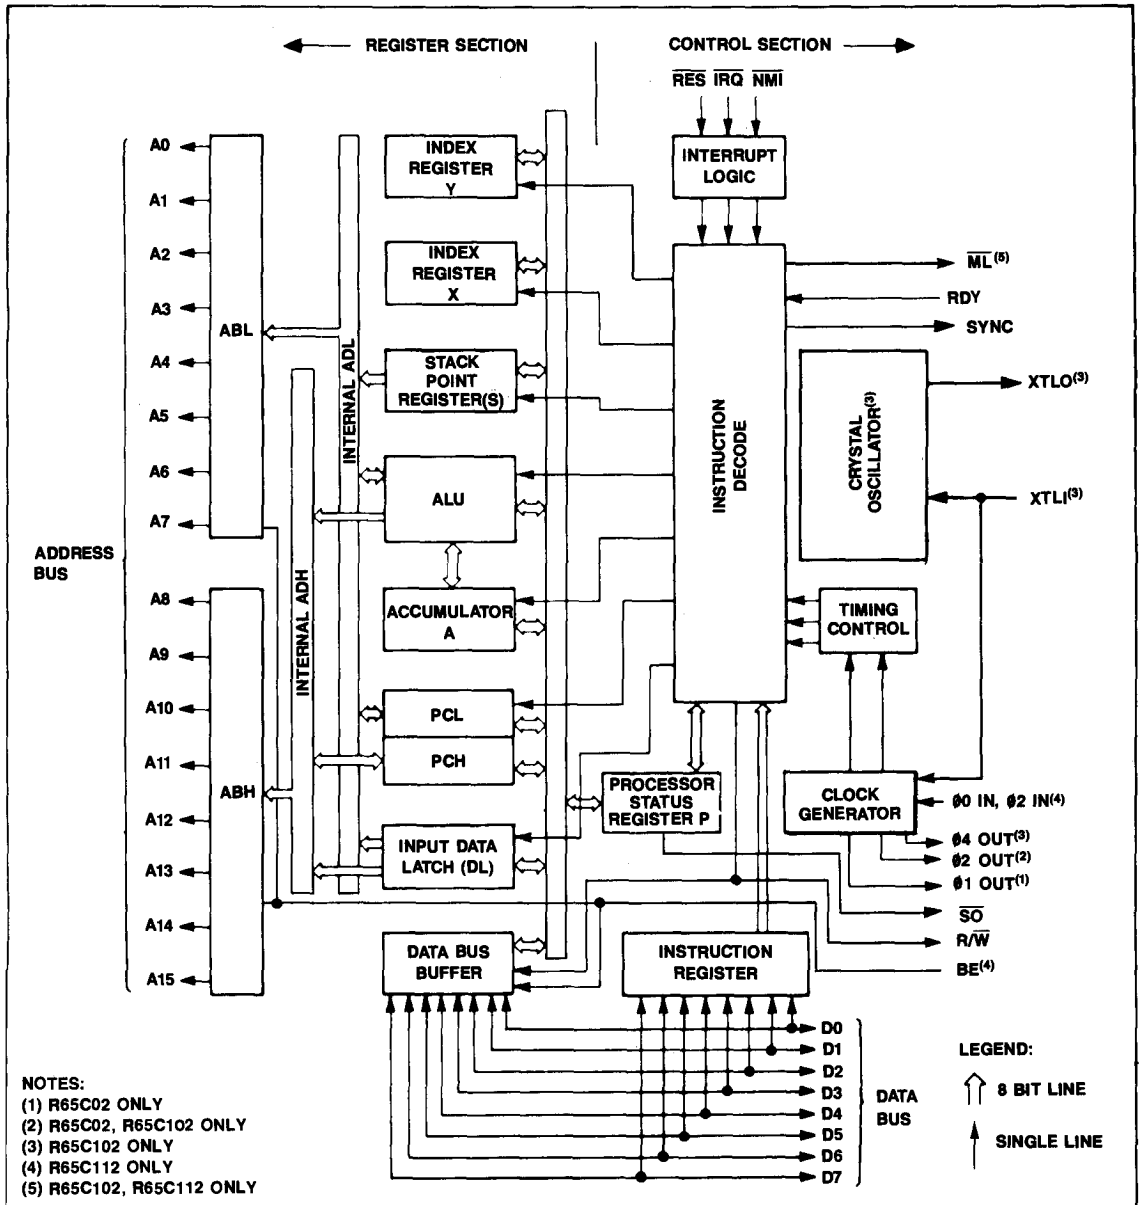 REGISTER SECTION
CONTROL SECTION
RES IRQ NMI
A0
A1
A2
A3
A4
A5
A6
A7
ADDRESS
BUS
A8
A9
A10
A11
A12
A13
A14
A15
ABL
ABH
INTERNAL ADL
INTERNAL ADH
INDEX
REGISTER
Y
INDEX
REGISTER
X
STACK
POINT
REGISTER(S)
ALU
ACCUMULATOR
A
PCL
PCH
INPUT DATA
LATCH (DL)
DATA BUS
BUFFER
INTERRUPT
LOGIC
INSTRUCTION
DECODE
PROCESSOR
STATUS
REGISTER P
INSTRUCTION
REGISTER
CRYSTAL
OSCILLATOR(3)
TIMING
CONTROL
CLOCK
GENERATOR
ML(5)
RDY
SYNC
XTLO(3)
XTLI(3)
Ø0 IN, Ø2 IN(4)
Ø4 OUT(3)
Ø2 OUT(2)
Ø1 OUT(1)
SO
R/W
BE(4)
D0
D1
D2
D3
D4
D5
D6
D7
DATA
BUS
LEGEND:
8 BIT LINE
SINGLE LINE
NOTES:
(1) R65C02 ONLY
(2) R65C02, R65C102 ONLY
(3) R65C102 ONLY
(4) R65C112 ONLY
(5) R65C102, R65C112 ONLY